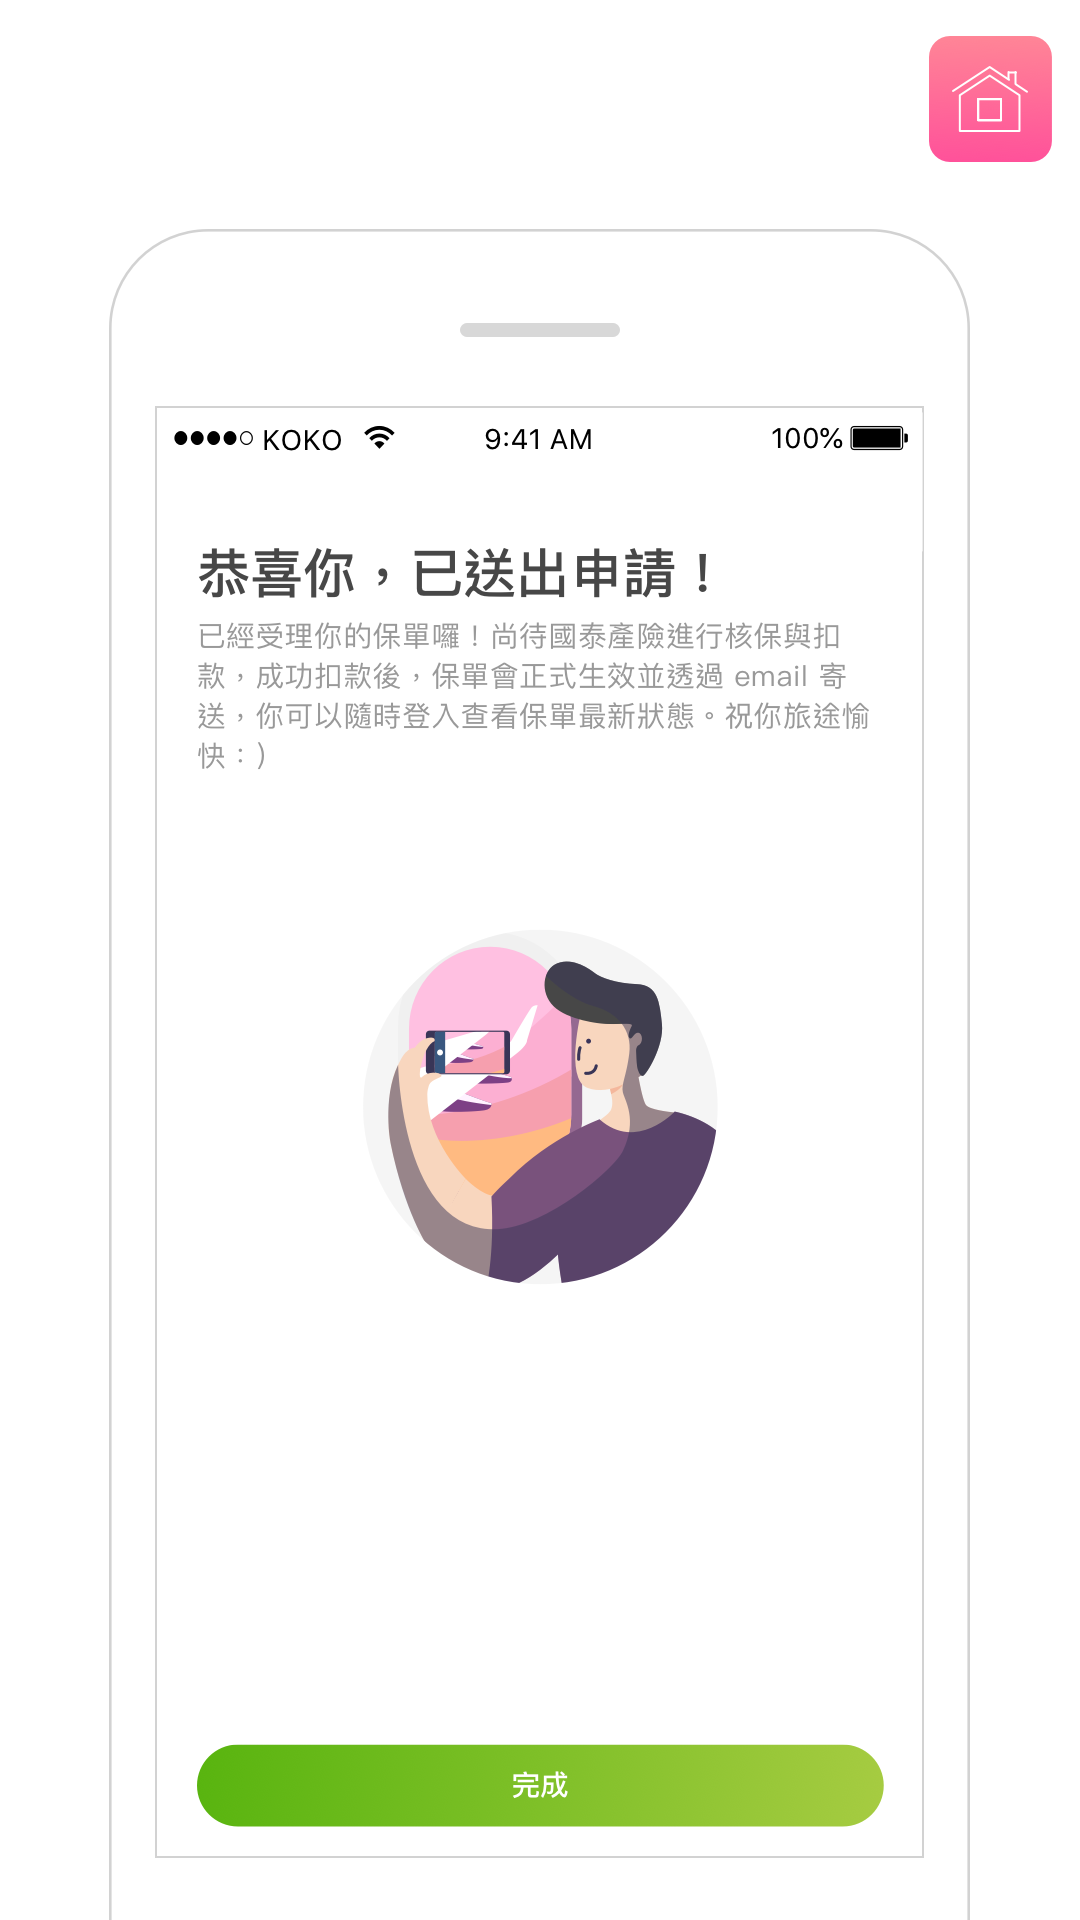 KOKO 9:41 AM 100%
恭喜你，已送出申請！
已經受理你的保單囉！尚待國泰產險進行核保與扣
款，成功扣款後，保單會正式生效並透過 email 寄
送，你可以隨時登入查看保單最新狀態。祝你旅途愉
快：)
完成